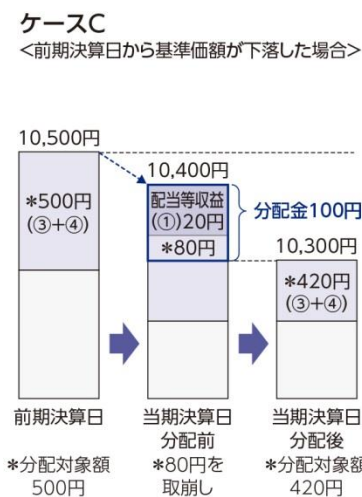 ケースC
<前期決算日から基準価額が下落した場合>
10,500円
10,400円
*500円
(③+④)
配当等収益
(①)20円
*80円
分配金100円
10,300円
*420円
(③+④)
前期決算日
当期決算日
分配前
当期決算日
分配後
*分配対象額
500円
*80円を
取崩し
*分配対象額
420円